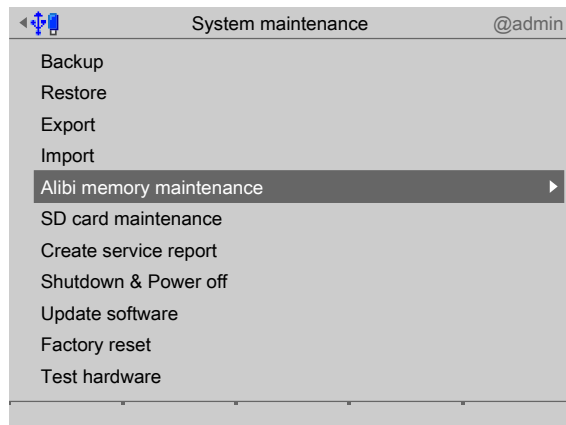 System maintenance @admin
Backup
Restore
Export
Import
Alibi memory maintenance
SD card maintenance
Create service report
Shutdown & Power off
Update software
Factory reset
Test hardware